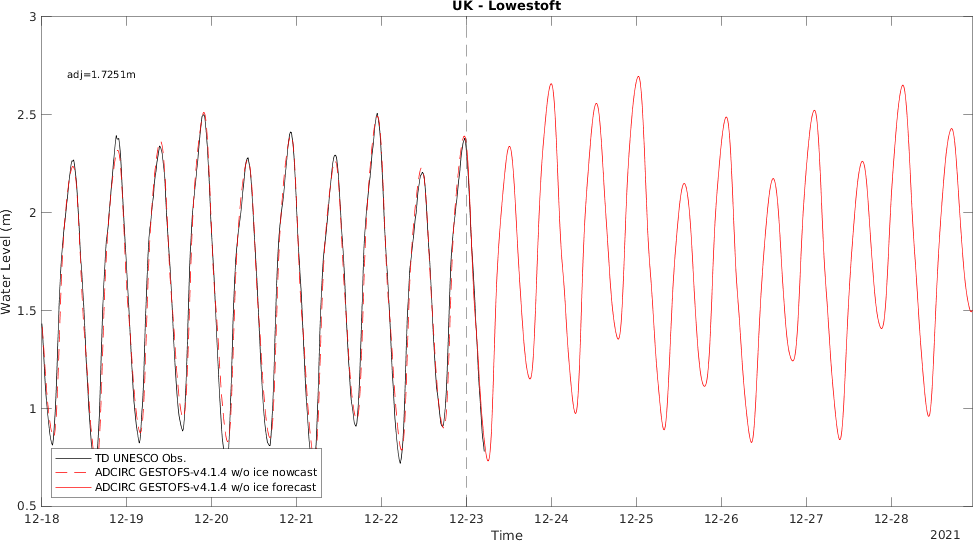 UK - Lowestoft
3
adj=1.7251m
2.5
2
Water Level (m)
1.5
1
TD UNESCO Obs.
ADCIRC GESTOFS-v4.1.4 w/o ice nowcast
ADCIRC GESTOFS-v4.1.4 w/o ice forecast
0.5
12-18 12-19 12-20 12-21 12-22 12-23 12-24 12-25 12-26 12-27 12-28
Time
2021